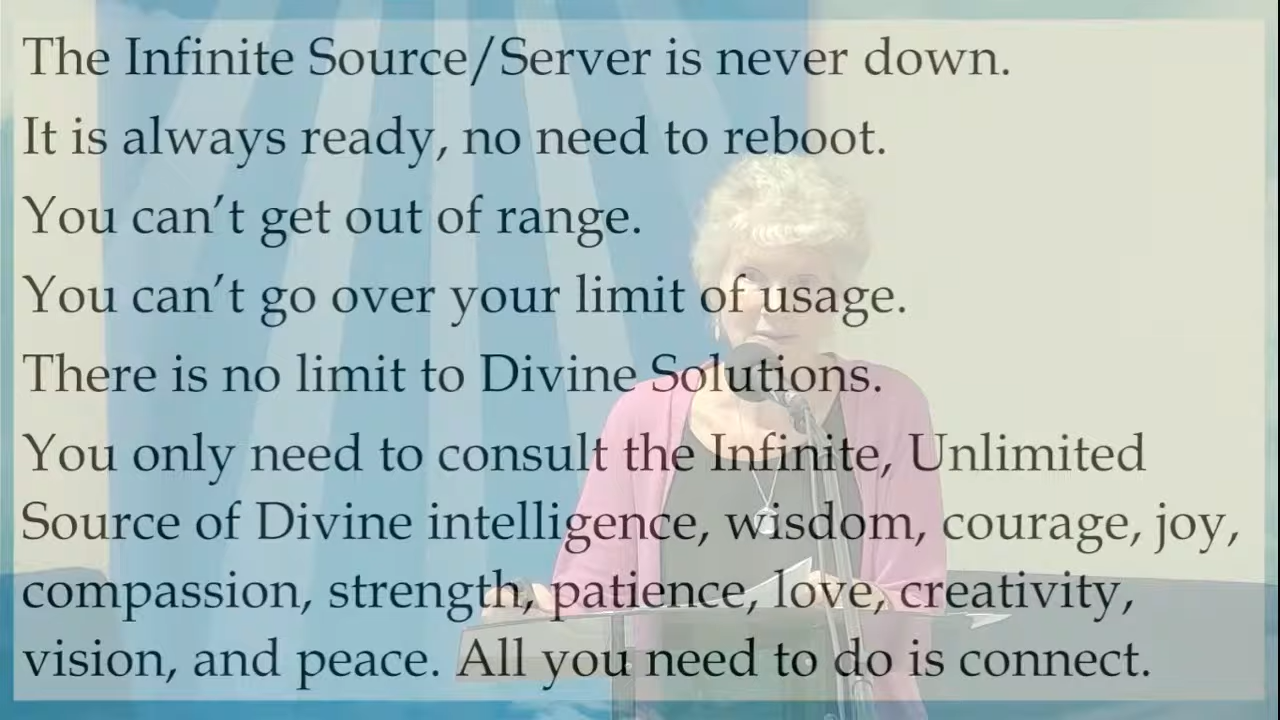 The Infinite Source/Server is never down.
It is always ready, no need to reboot.
You can’t get out of range.
You can’t go over your limit of usage.
There is no limit to Divine Solutions.
You only need to consult the Infinite, Unlimited
Source of Divine intelligence, wisdom, courage, joy,
compassion, strength, patience, love, creativity,
vision, and peace. All you need to do is connect.